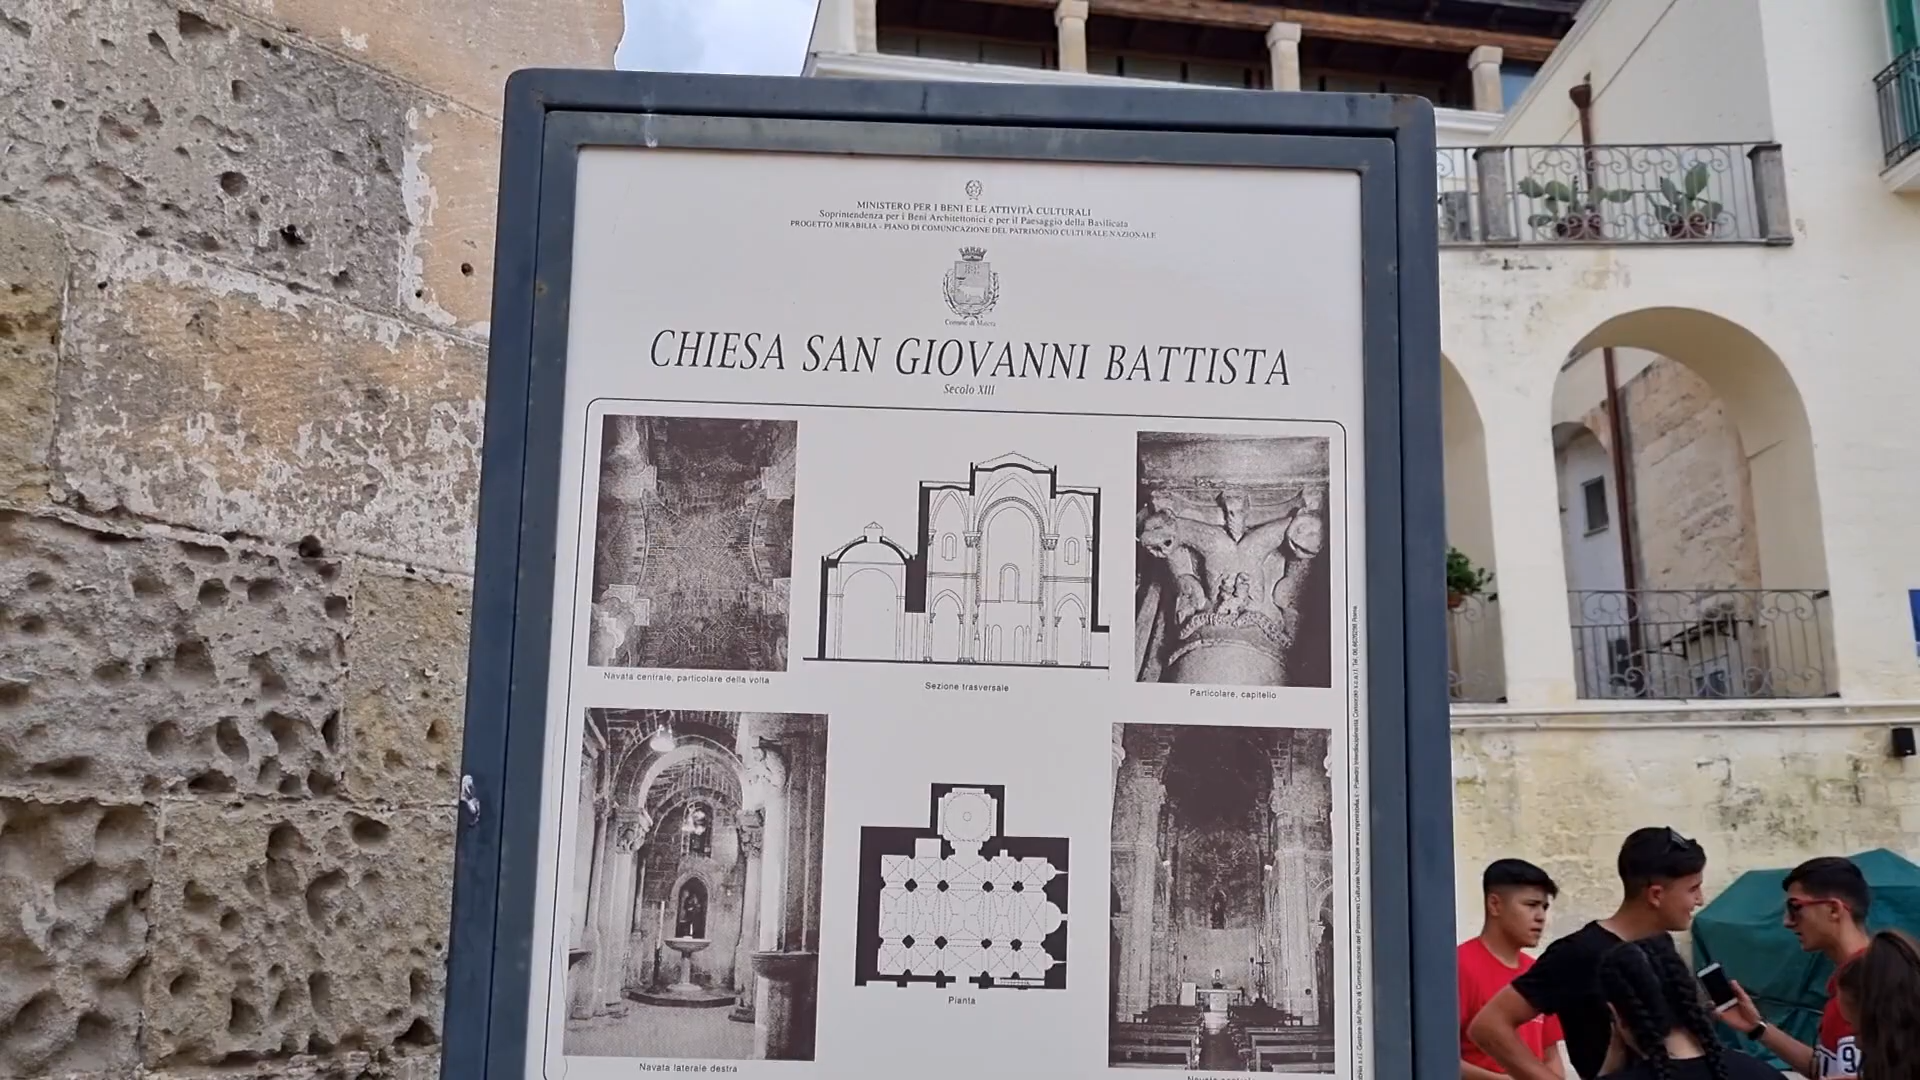 MINISTERO PER I BENI E LE ATTIVITÀ CULTURALI
Soprintendenza per i Beni Architettonici e per il Paesaggio della Basilicata
PROGETTO MIRABILIA - PIANO DI COMUNICAZIONE DEL PATRIMONIO CULTURALE NAZIONALE
Comune di Matera
CHIESA SAN GIOVANNI BATTISTA
Secolo XIII
Navata centrale, particolare della volta
Sezione trasversale
Particolare, capitello
Pianta
Navata laterale destra
Navata
9